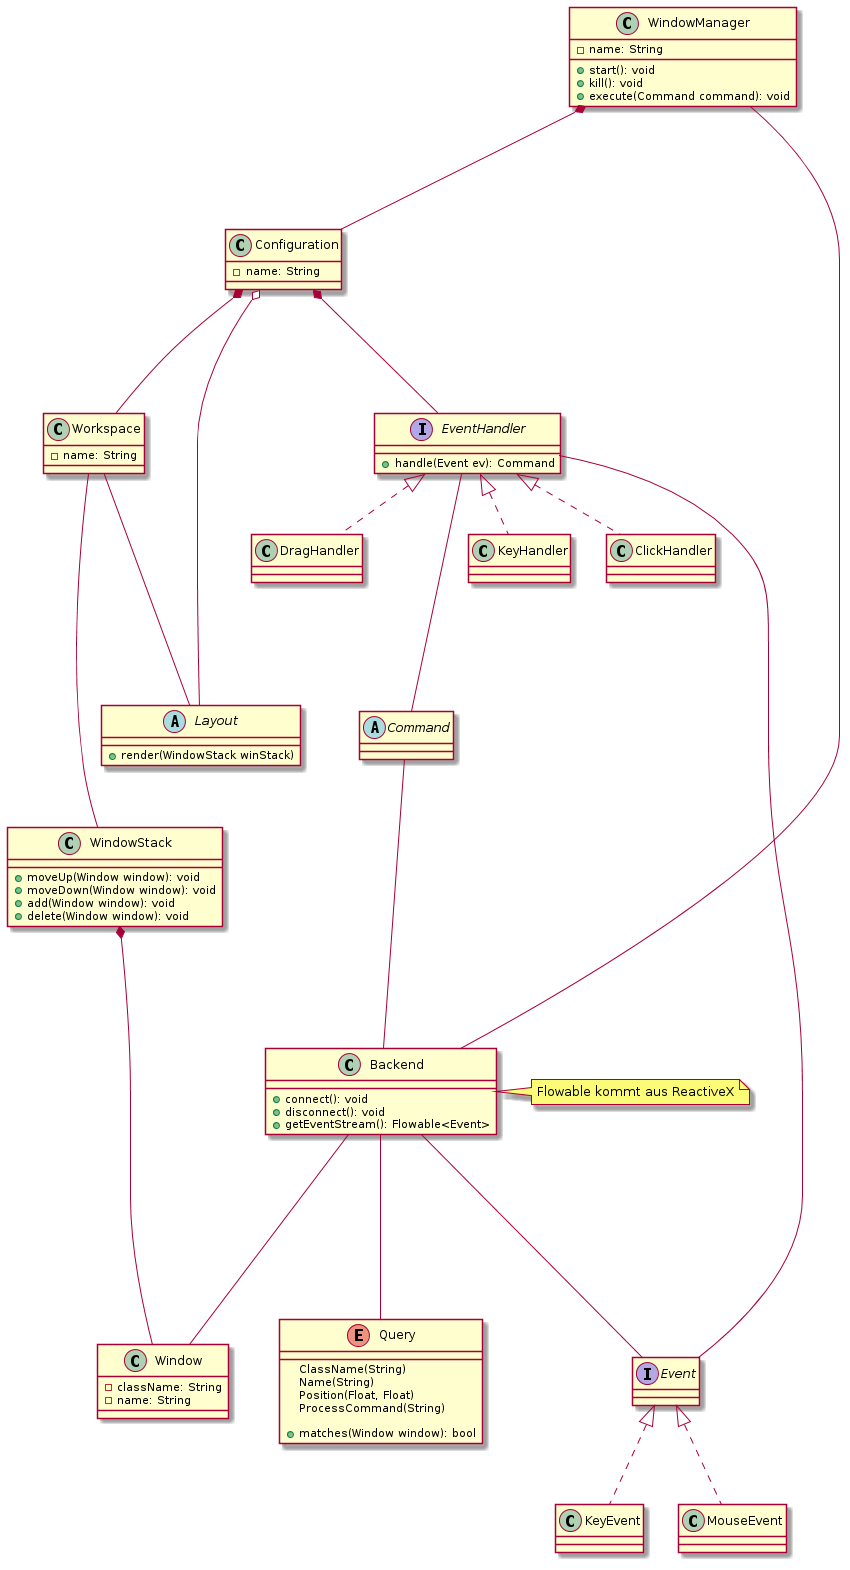 C WindowManager
name: String
start(): void
kill(): void
execute(Command command): void
C Configuration
name: String
C Workspace
name: String
I EventHandler
handle(Event ev): Command
C DragHandler
C KeyHandler
C ClickHandler
A Layout
render(WindowStack winStack)
A Command
C WindowStack
moveUp(Window window): void
moveDown(Window window): void
add(Window window): void
delete(Window window): void
C Backend
connect(): void
disconnect(): void
getEventStream(): Flowable<Event>
Flowable kommt aus ReactiveX
C Window
className: String
name: String
E Query
ClassName(String)
Name(String)
Position(Float, Float)
ProcessCommand(String)
matches(Window window): bool
I Event
C KeyEvent
C MouseEvent